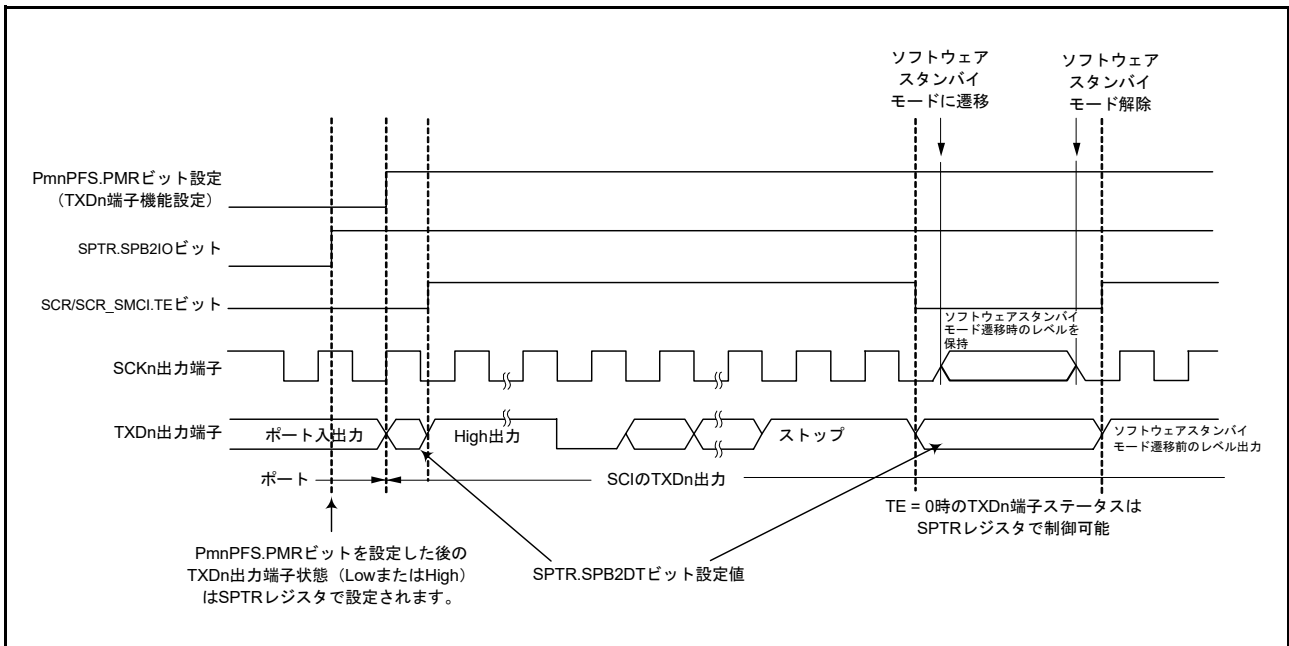 ソフトウェア
スタンバイ
モードに遷移
ソフトウェア
スタンバイ
モード解除
PmnPFS.PMRビット設定
(TXDn端子機能設定)
SPTR.SPB2IOビット
SCR/SCR_SMCI.TEビット
ソフトウェアスタンバイ
モード遷移時のレベルを
保持
SCKn出力端子
TXDn出力端子
ポート入出力
High出力
ストップ
ソフトウェアスタンバイ
モード遷移前のレベル出力
ポート
SCIのTXDn出力
TE = 0時のTXDn端子ステータスは
SPTRレジスタで制御可能
PmnPFS.PMRビットを設定した後の
TXDn出力端子状態（LowまたはHigh）
はSPTRレジスタで設定されます。
SPTR.SPB2DTビット設定値